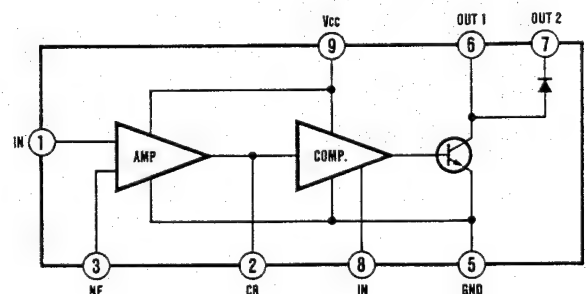 Vcc OUT 1 OUT 2
9 6 7
IN 1
AMP COMP.
3 2 8 5
NF CR IN GND